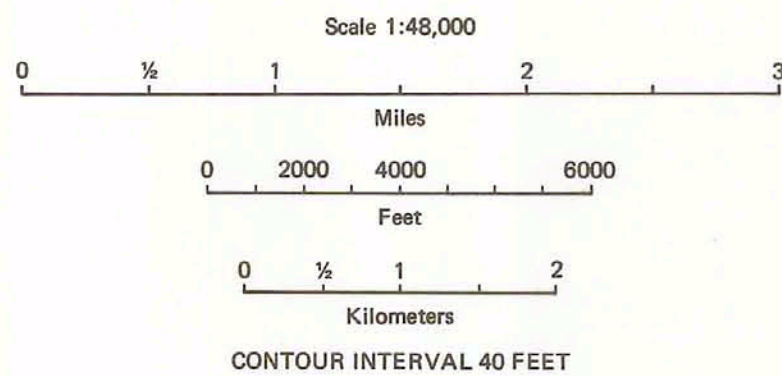 Scale 1:48,000
0 ½ 1 2 3
Miles
0 2000 4000 6000
Feet
0 ½ 1 2
Kilometers
CONTOUR INTERVAL 40 FEET